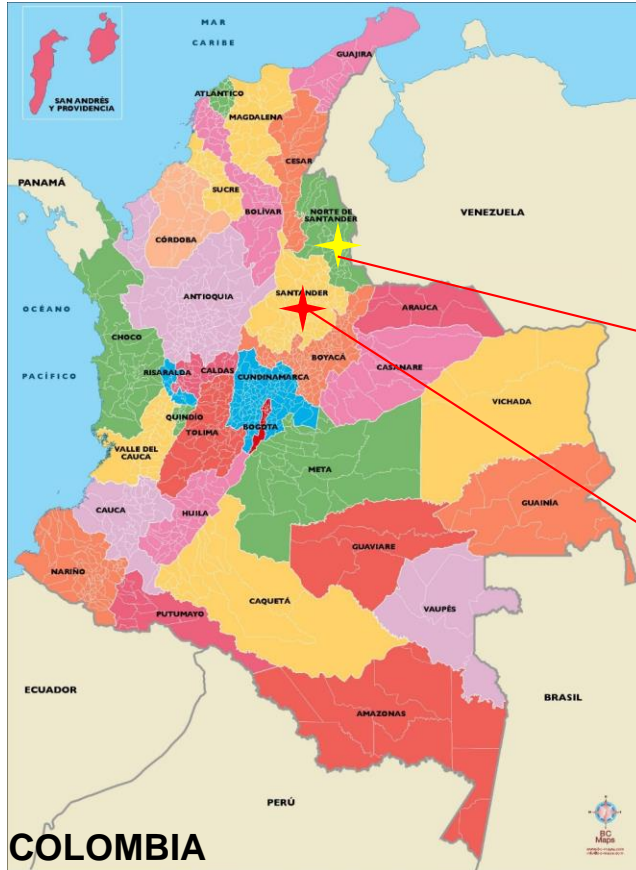 MAR
CARIBE
SAN ANDRÉS
Y PROVIDENCIA
GUAJIRA
ATLÁNTICO
MAGDALENA
CESAR
PANAMÁ
SUCRE
BOLÍVAR
NORTE DE
SANTANDER
VENEZUELA
CÓRDOBA
ANTIOQUIA
SANTANDER
ARAUCA
OCÉANO
PACÍFICO
CHOCO
BOYACÁ
CASANARE
RISARALDA
CALDAS
CUNDINAMARCA
VICHADA
QUINDÍO
TOLIMA
BOGOTA
VALLE DEL
CAUCA
META
CAUCA
HUILA
GUAINÍA
GUAVIARE
NARIÑO
CAQUETÁ
VAUPÉS
PUTUMAYO
ECUADOR
BRASIL
AMAZONAS
PERÚ
BC
Maps
COLOMBIA